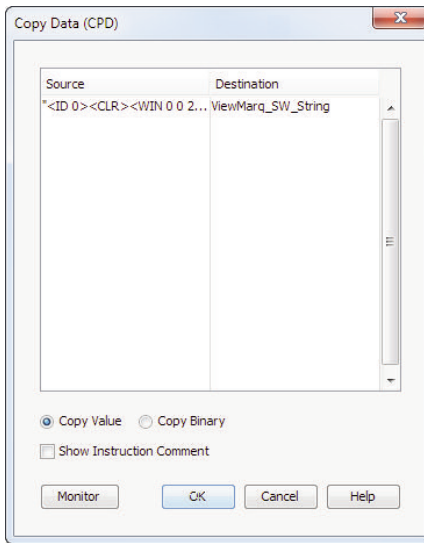 Copy Data (CPD)
Source Destination
"<ID 0><CLR><WIN 0 0 2... ViewMarq_SW_String
Copy Value Copy Binary
Show Instruction Comment
Monitor OK Cancel Help